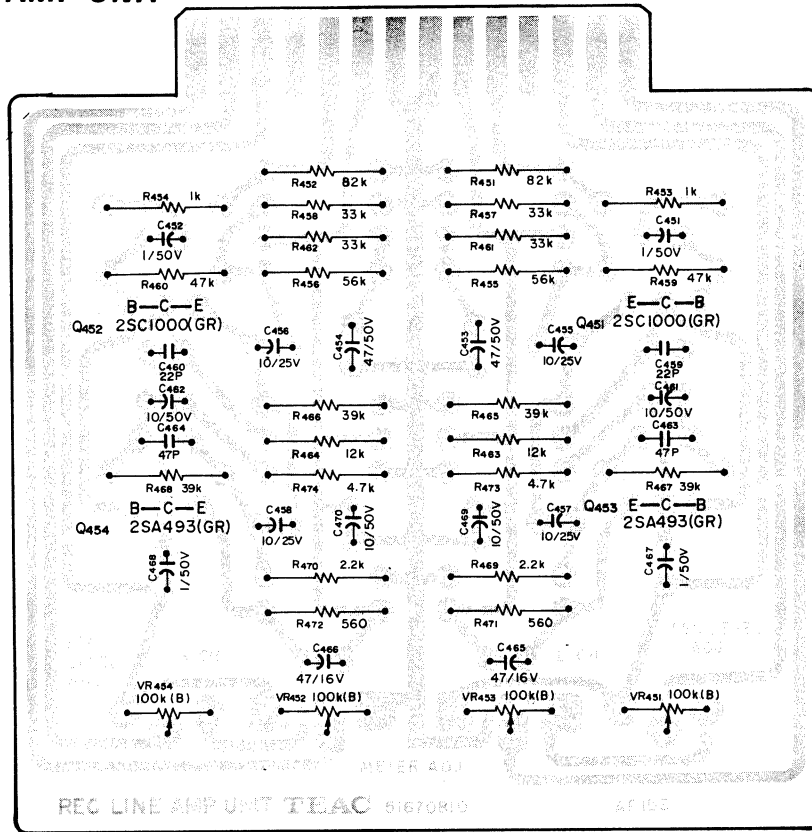 R454 1k
C452
1/50V
R460 47k
B—C—E
Q452
2SC1000(GR)
C460
22P
C462
10/50V
C464
47P
R468 39k
B—C—E
Q454
2SA493(GR)
C468
1/50V
VR454
100k(B)
R452 82k
R458 33k
R462 33k
R456 56k
C456
10/25V
C454
47/50V
R466 39k
R464 12k
R474 4.7k
C458
10/25V
C470
10/50V
R470 2.2k
R472 560
C466
47/16V
VR452 100k(B)
R451 82k
R457 33k
R461 33k
R455 56k
C453
47/50V
C455
10/25V
R465 39k
R463 12k
R473 4.7k
C469
10/50V
C457
10/25V
R469 2.2k
R471 560
C465
47/16V
VR453 100k(B)
R453 1k
C451
1/50V
R459 47k
E—C—B
Q451
2SC1000(GR)
C459
22P
C461
10/50V
C463
47P
R467 39k
E—C—B
Q453
2SA493(GR)
C467
1/50V
VR451 100k(B)
METER ADJ
REC LINE AMP UNIT TEAC 51670810